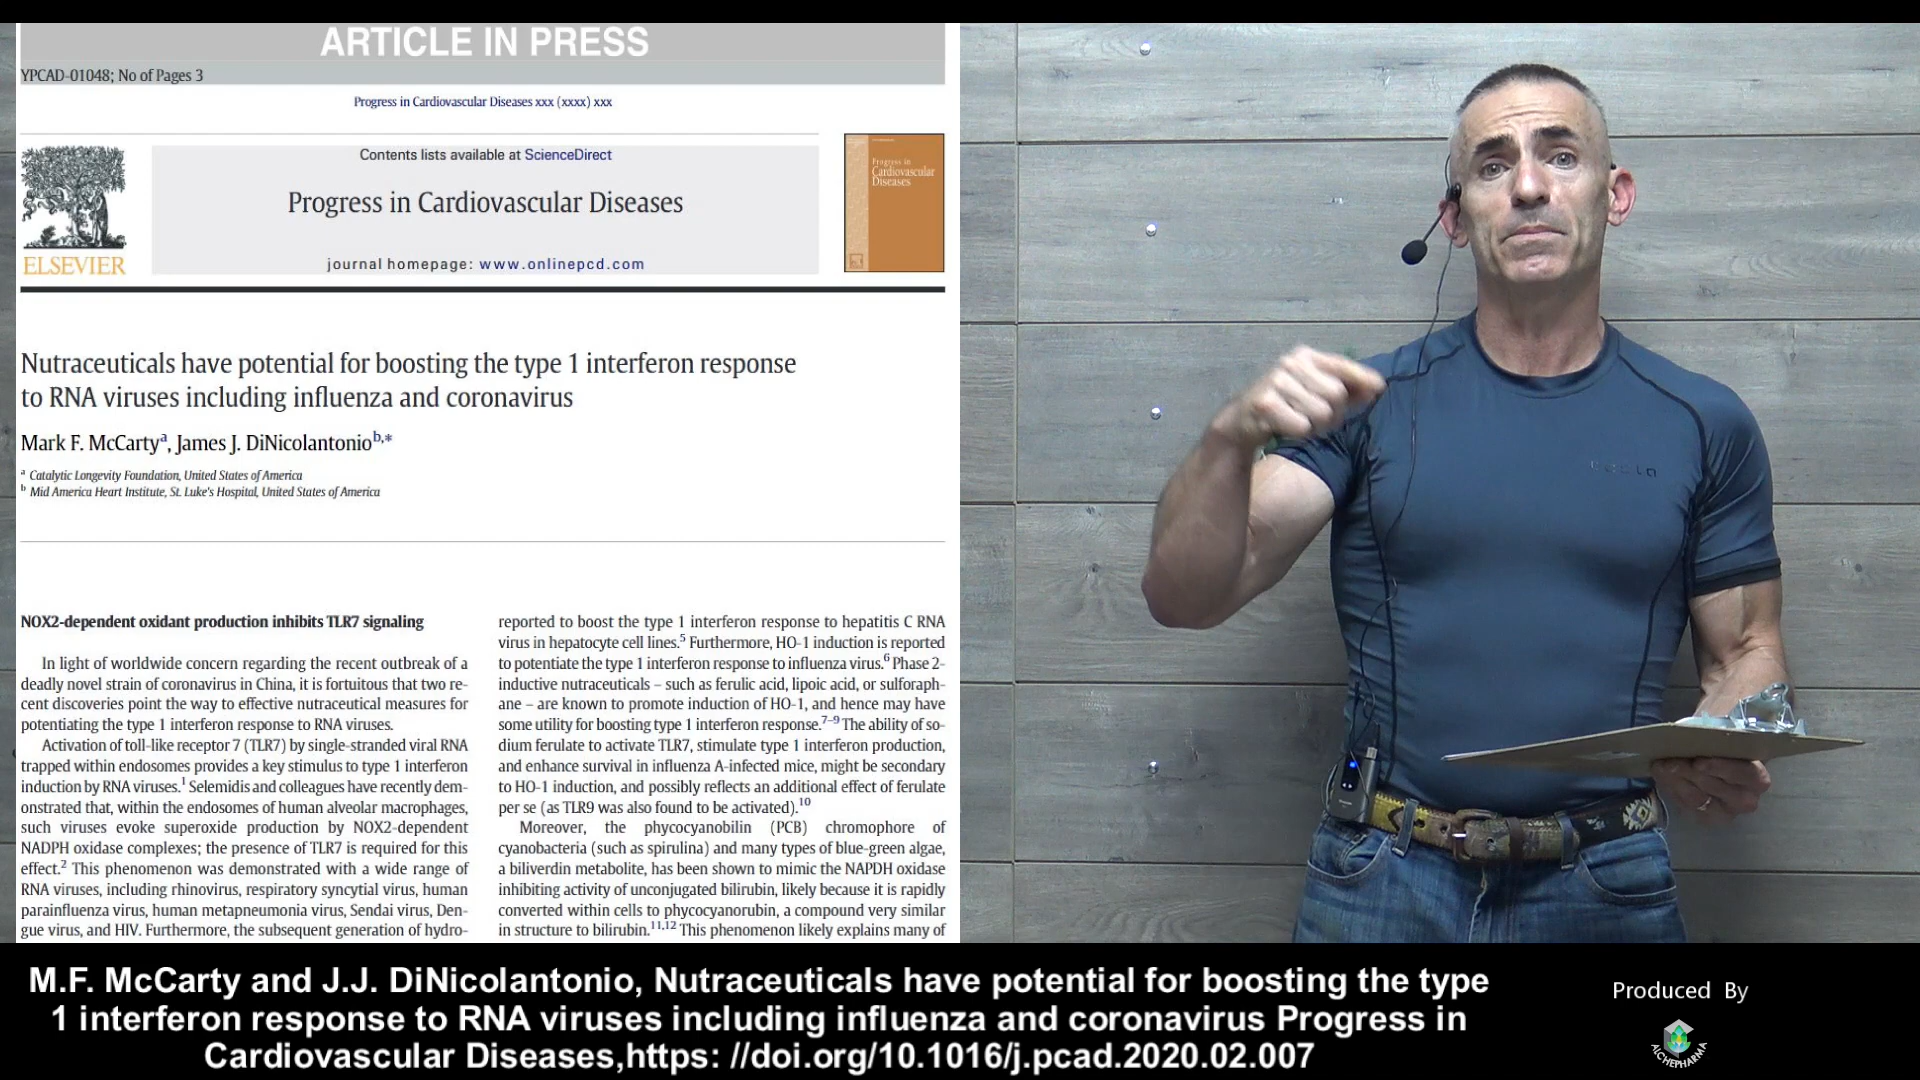 ARTICLE IN PRESS
YPCAD-01048; No of Pages 3
Progress in Cardiovascular Diseases xxx (xxxx) xxx
Contents lists available at ScienceDirect
Progress in Cardiovascular Diseases
journal homepage: www.onlinepcd.com
ELSEVIER
Progress in
Cardiovascular
Diseases
Nutraceuticals have potential for boosting the type 1 interferon response
to RNA viruses including influenza and coronavirus
Mark F. McCarty a, James J. DiNicolantonio b,*
a Catalytic Longevity Foundation, United States of America
b Mid America Heart Institute, St. Luke's Hospital, United States of America
NOX2-dependent oxidant production inhibits TLR7 signaling
In light of worldwide concern regarding the recent outbreak of a
deadly novel strain of coronavirus in China, it is fortuitous that two re-
cent discoveries point the way to effective nutraceutical measures for
potentiating the type 1 interferon response to RNA viruses.
Activation of toll-like receptor 7 (TLR7) by single-stranded viral RNA
trapped within endosomes provides a key stimulus to type 1 interferon
induction by RNA viruses.1 Selemidis and colleagues have recently dem-
onstrated that, within the endosomes of human alveolar macrophages,
such viruses evoke superoxide production by NOX2-dependent
NADPH oxidase complexes; the presence of TLR7 is required for this
effect.2 This phenomenon was demonstrated with a wide range of
RNA viruses, including rhinovirus, respiratory syncytial virus, human
parainfluenza virus, human metapneumonia virus, Sendai virus, Den-
gue virus, and HIV. Furthermore, the subsequent generation of hydro-
reported to boost the type 1 interferon response to hepatitis C RNA
virus in hepatocyte cell lines.5 Furthermore, HO-1 induction is reported
to potentiate the type 1 interferon response to influenza virus.6 Phase 2-
inductive nutraceuticals – such as ferulic acid, lipoic acid, or sulforaph-
ane – are known to promote induction of HO-1, and hence may have
some utility for boosting type 1 interferon response.7–9 The ability of so-
dium ferulate to activate TLR7, stimulate type 1 interferon production,
and enhance survival in influenza A-infected mice, might be secondary
to HO-1 induction, and possibly reflects an additional effect of ferulate
per se (as TLR9 was also found to be activated).10
Moreover, the phycocyanobilin (PCB) chromophore of
cyanobacteria (such as spirulina) and many types of blue-green algae,
a biliverdin metabolite, has been shown to mimic the NAPDH oxidase
inhibiting activity of unconjugated bilirubin, likely because it is rapidly
converted within cells to phycocyanorubin, a compound very similar
in structure to bilirubin.11,12 This phenomenon likely explains many of
M.F. McCarty and J.J. DiNicolantonio, Nutraceuticals have potential for boosting the type
1 interferon response to RNA viruses including influenza and coronavirus Progress in
Cardiovascular Diseases,https: //doi.org/10.1016/j.pcad.2020.02.007
Produced By
ALCHEPHARMA